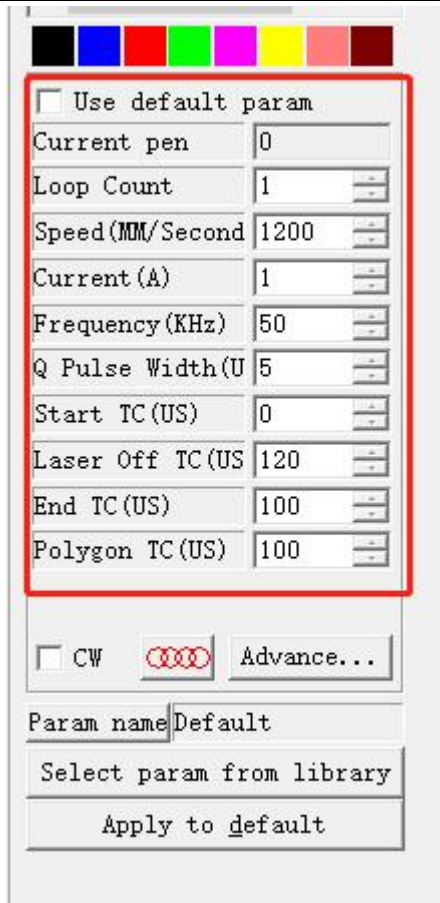 Use default param
Current pen 0
Loop Count 1
Speed(MM/Second 1200
Current(A) 1
Frequency(KHz) 50
Q Pulse Width(U 5
Start TC(US) 0
Laser Off TC(US 120
End TC(US) 100
Polygon TC(US) 100
CW Advance...
Param name Default
Select param from library
Apply to default